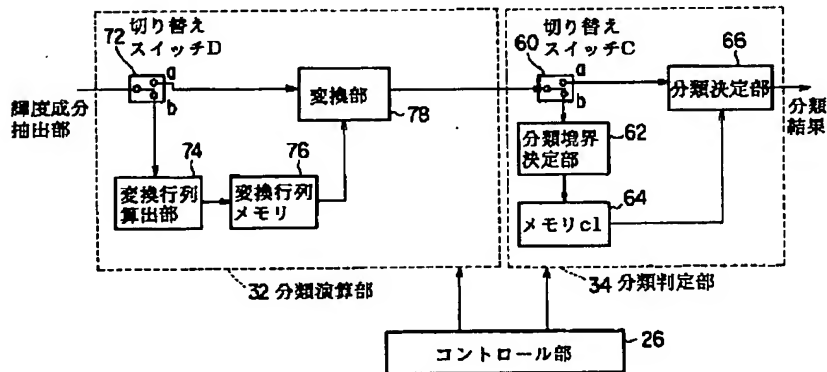 72
切り替え
スイッチD
a
b
輝度成分
抽出部
変換部
78
74
変換行列
算出部
76
変換行列
メモリ
32 分類演算部
60
切り替え
スイッチC
a
b
66
分類決定部
分類
結果
62
分類境界
決定部
64
メモリcl
34 分類判定部
コントロール部
26